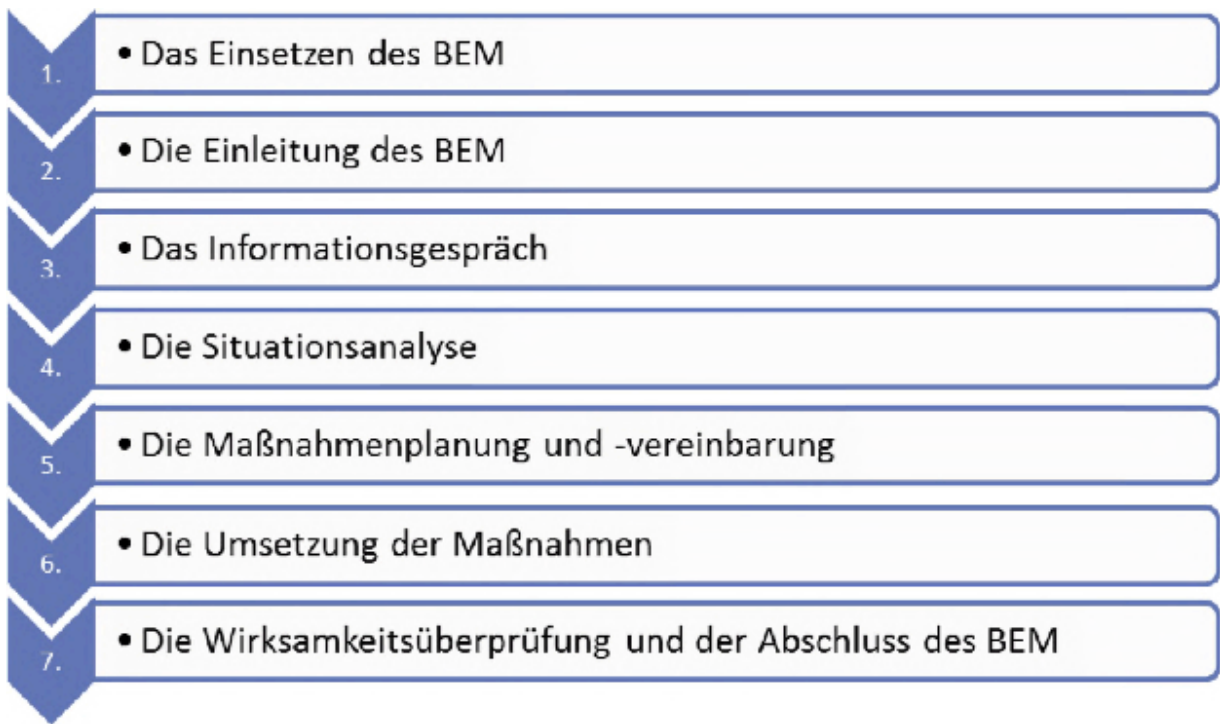 1. • Das Einsetzen des BEM
2. • Die Einleitung des BEM
3. • Das Informationsgespräch
4. • Die Situationsanalyse
5. • Die Maßnahmenplanung und -vereinbarung
6. • Die Umsetzung der Maßnahmen
7. • Die Wirksamkeitsüberprüfung und der Abschluss des BEM